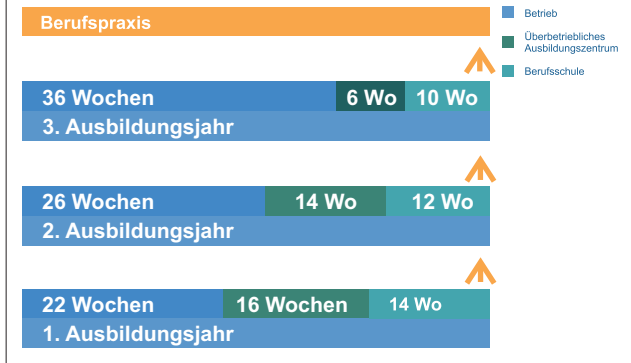 Berufspraxis
Betrieb
Überbetriebliches
Ausbildungszentrum
Berufsschule
36 Wochen 6 Wo 10 Wo
3. Ausbildungsjahr
26 Wochen 14 Wo 12 Wo
2. Ausbildungsjahr
22 Wochen 16 Wochen 14 Wo
1. Ausbildungsjahr